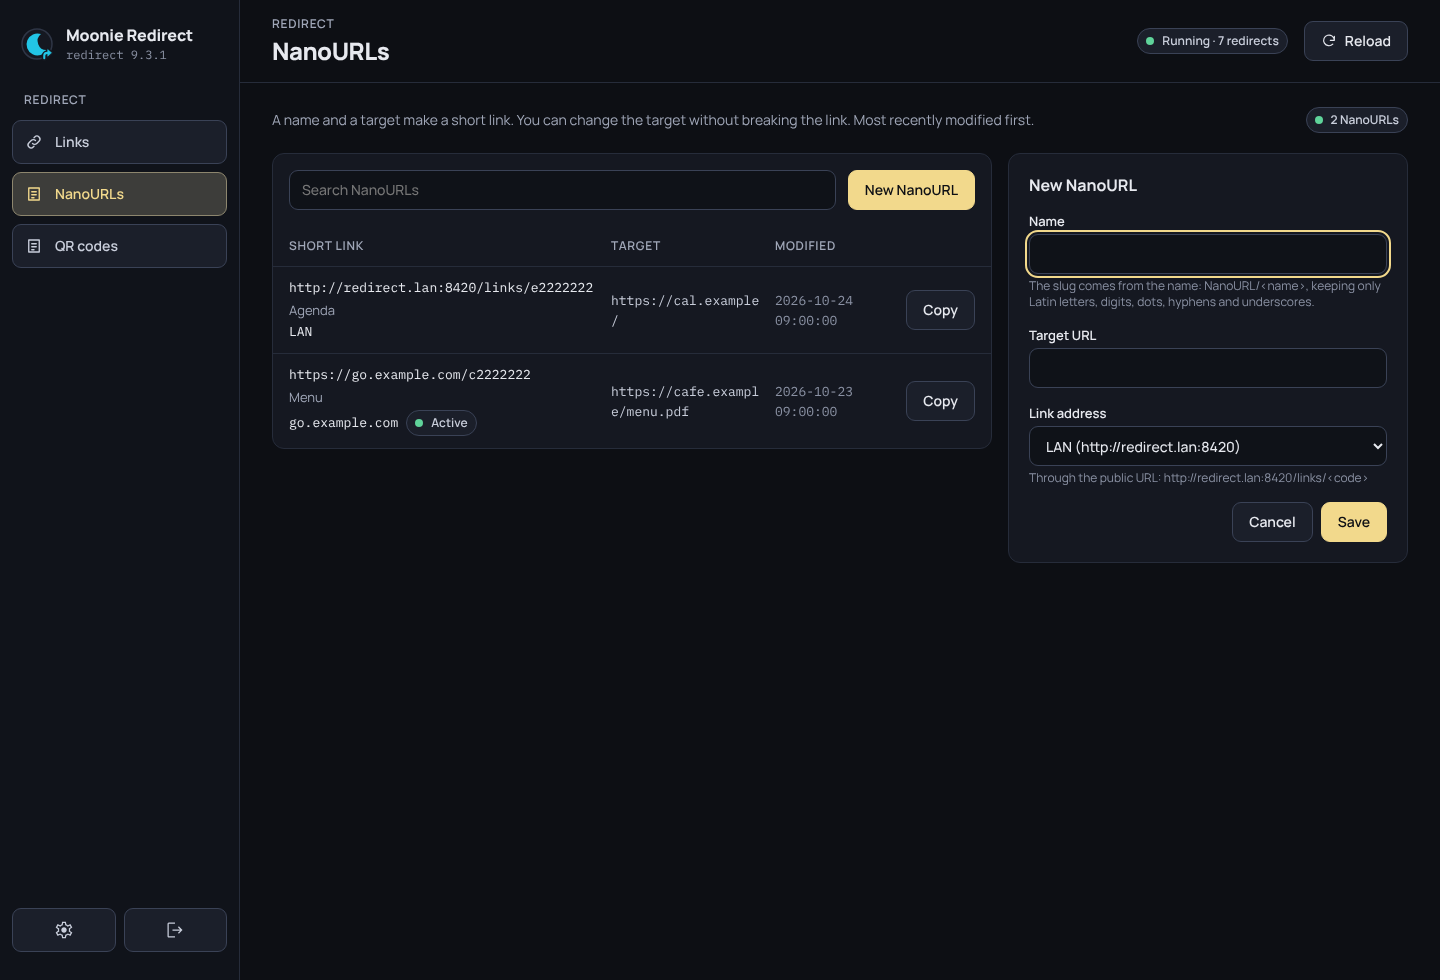 Moonie Redirect
redirect 9.3.1
REDIRECT
Links
NanoURLs
QR codes
REDIRECT
NanoURLs
Running · 7 redirects
Reload
A name and a target make a short link. You can change the target without breaking the link. Most recently modified first.
2 NanoURLs
Search NanoURLs
New NanoURL
SHORT LINK
TARGET
MODIFIED
http://redirect.lan:8420/links/e2222222
Agenda
LAN
https://cal.example
/
2026-10-24
09:00:00
Copy
https://go.example.com/c2222222
Menu
go.example.com
Active
https://cafe.exampl
e/menu.pdf
2026-10-23
09:00:00
Copy
New NanoURL
Name
The slug comes from the name: NanoURL/<name>, keeping only
Latin letters, digits, dots, hyphens and underscores.
Target URL
Link address
LAN (http://redirect.lan:8420)
Through the public URL: http://redirect.lan:8420/links/<code>
Cancel
Save